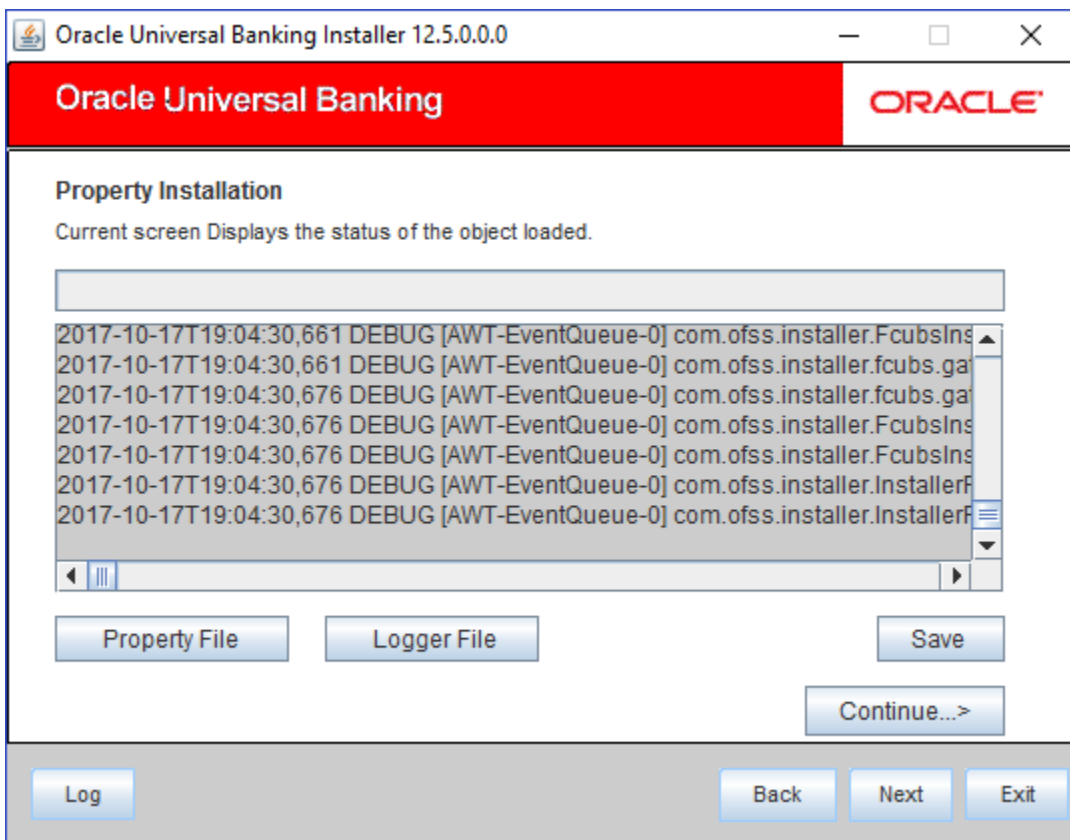 Oracle Universal Banking Installer 12.5.0.0.0
Oracle Universal Banking
ORACLE
Property Installation
Current screen Displays the status of the object loaded.
2017-10-17T19:04:30,661 DEBUG [AWT-EventQueue-0] com.ofss.installer.FcubsIns
2017-10-17T19:04:30,661 DEBUG [AWT-EventQueue-0] com.ofss.installer.fcubs.gat
2017-10-17T19:04:30,676 DEBUG [AWT-EventQueue-0] com.ofss.installer.fcubs.gat
2017-10-17T19:04:30,676 DEBUG [AWT-EventQueue-0] com.ofss.installer.FcubsIns
2017-10-17T19:04:30,676 DEBUG [AWT-EventQueue-0] com.ofss.installer.FcubsIns
2017-10-17T19:04:30,676 DEBUG [AWT-EventQueue-0] com.ofss.installer.InstallerF
2017-10-17T19:04:30,676 DEBUG [AWT-EventQueue-0] com.ofss.installer.InstallerF
Property File Logger File Save
Continue...>
Log Back Next Exit